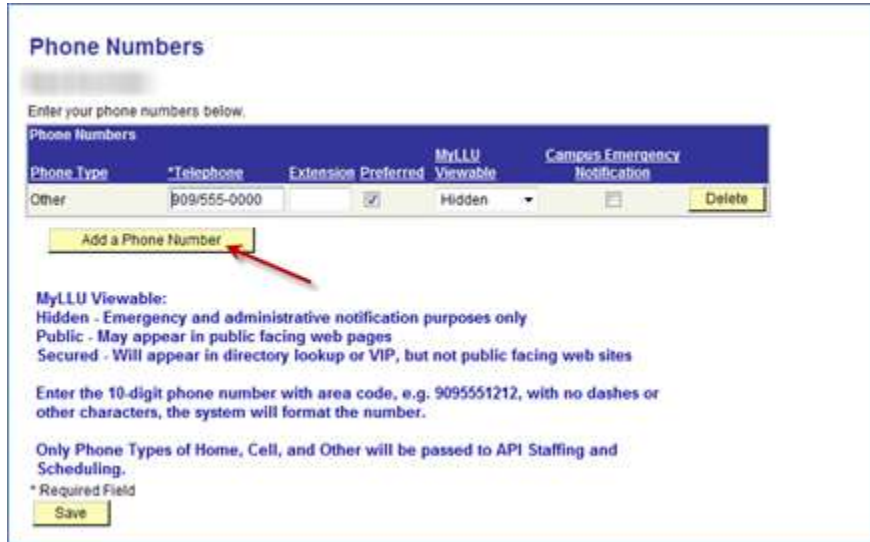 Phone Numbers
Enter your phone numbers below.
Phone Numbers
Phone Type *Telephone Extension Preferred MyLLU Viewable Campus Emergency Notification
Other 909/555-0000 Hidden Delete
Add a Phone Number
MyLLU Viewable:
Hidden - Emergency and administrative notification purposes only
Public - May appear in public facing web pages
Secured - Will appear in directory lookup or VIP, but not public facing web sites
Enter the 10-digit phone number with area code, e.g. 9095551212, with no dashes or
other characters, the system will format the number.
Only Phone Types of Home, Cell, and Other will be passed to API Staffing and
Scheduling.
* Required Field
Save